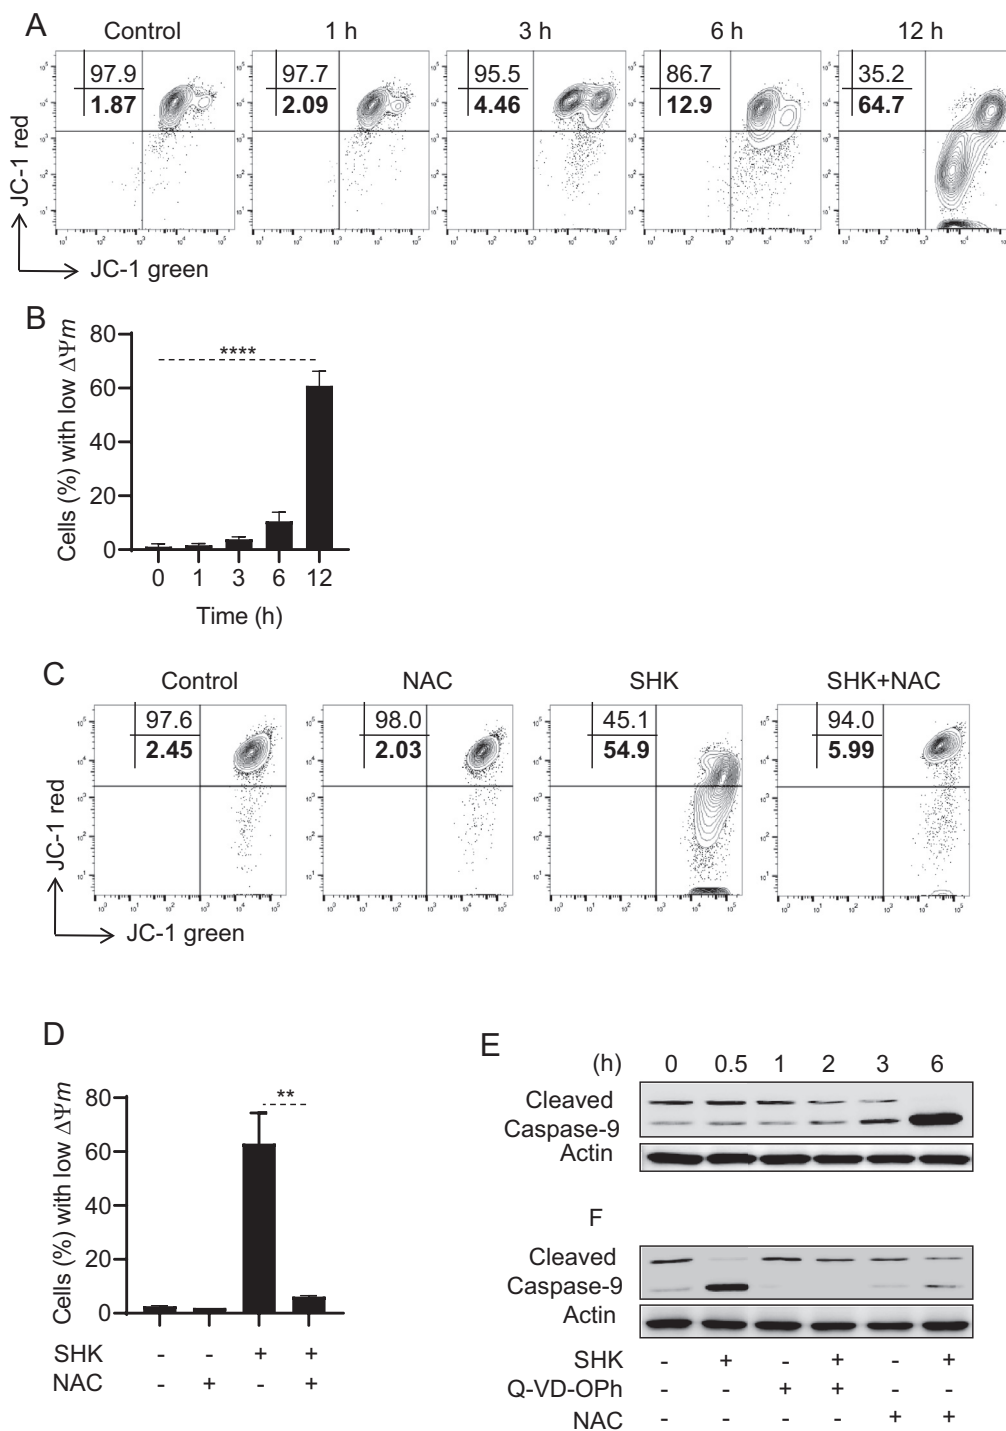 A
Control 1 h 3 h 6 h 12 h
97.9 97.7 95.5 86.7 35.2
1.87 2.09 4.46 12.9 64.7
JC-1 red
JC-1 green
B
Cells (%) with low ΔΨm
80
60
40
20
0
****
0 1 3 6 12
Time (h)
C
Control NAC SHK SHK+NAC
97.6 98.0 45.1 94.0
2.45 2.03 54.9 5.99
JC-1 red
JC-1 green
D
Cells (%) with low ΔΨm
80
60
40
20
0
**
SHK - - + +
NAC - + - +
E
(h) 0 0.5 1 2 3 6
Cleaved
Caspase-9
Actin
F
Cleaved
Caspase-9
Actin
SHK - + - + - +
Q-VD-OPh - - + + - -
NAC - - - - + +